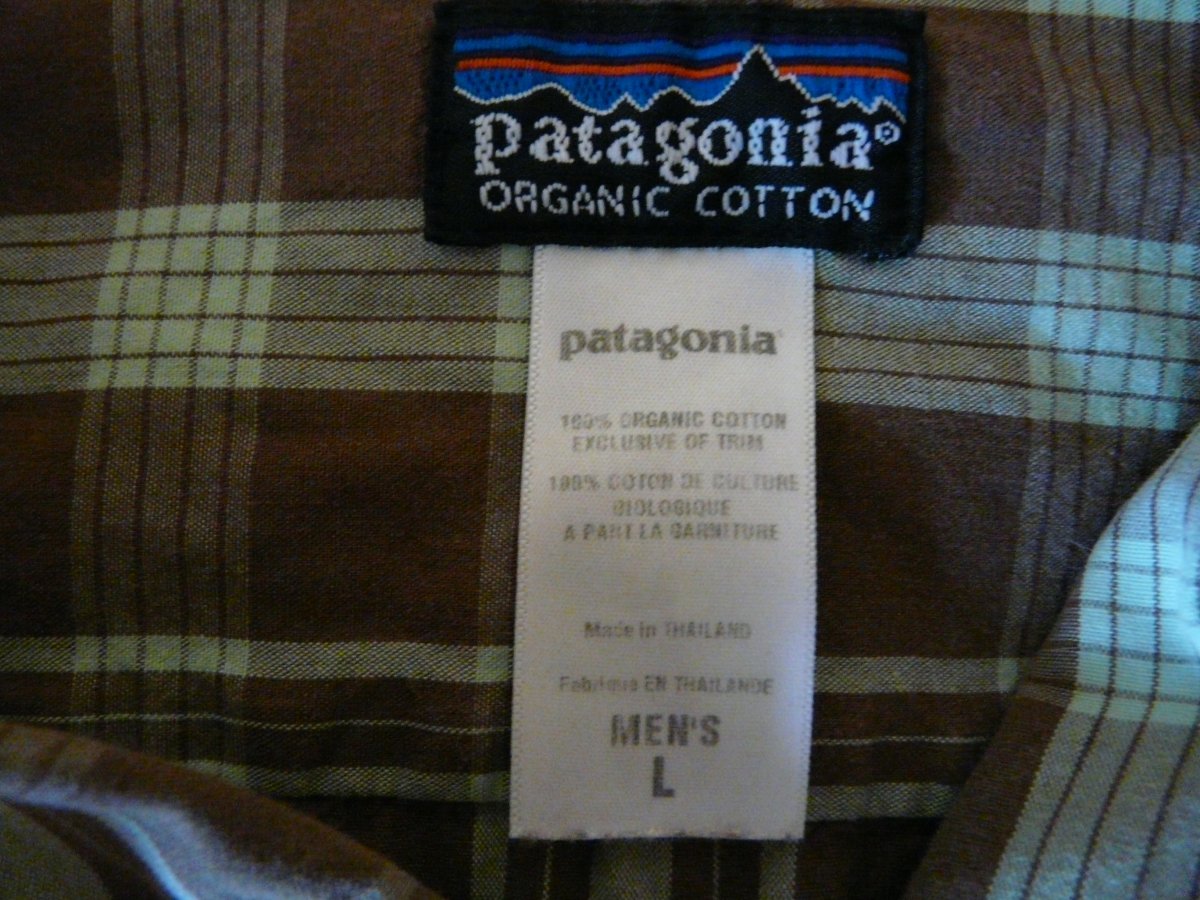 patagonia®
ORGANIC COTTON
patagonia
100% ORGANIC COTTON
EXCLUSIVE OF TRIM
100% COTON DE CULTURE
BIOLOGIQUE
A PART LA GARNITURE
Made in THAILAND
Fabrique EN THAILANDE
MEN'S
L